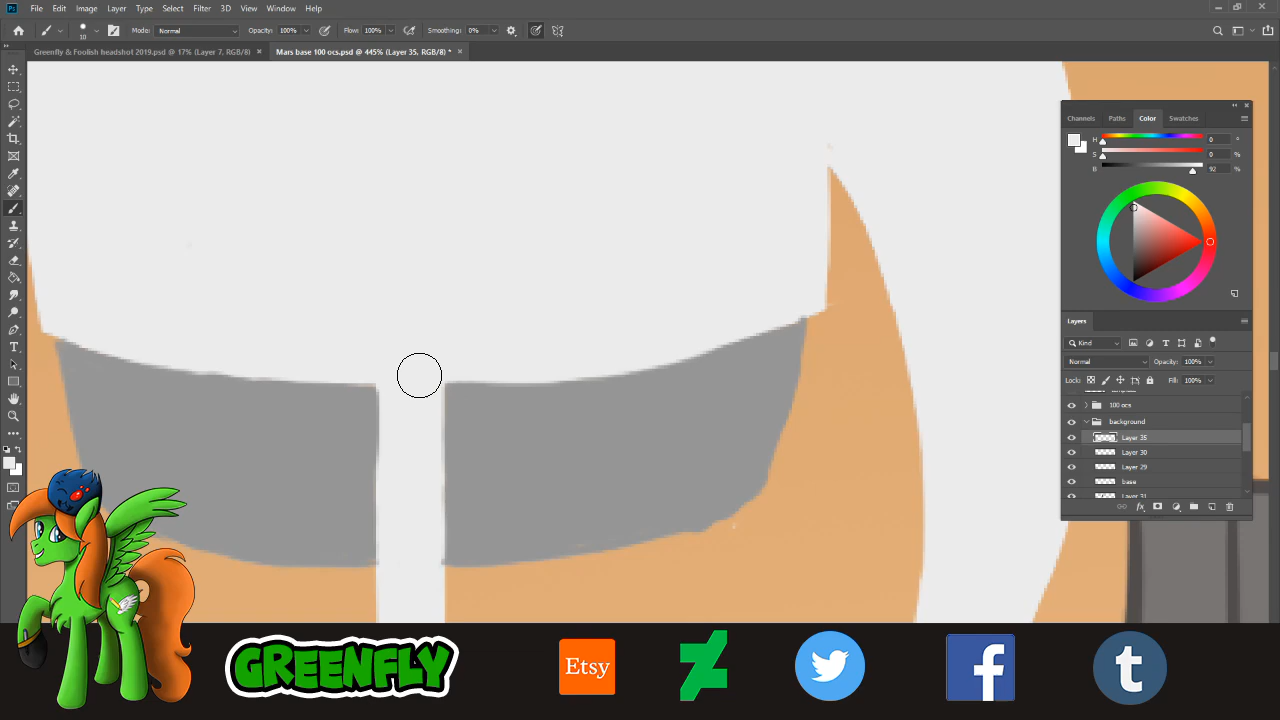 Ps File Edit Image Layer Type Select Filter 3D View Window Help
10 Mode: Normal Opacity: 100% Flow: 100% Smoothing: 0%
Greenfly & Foolish headshot 2019.psd @ 17% (Layer 7, RGB/8) × Mars base 100 ocs.psd @ 445% (Layer 35, RGB/8) * ×
Channels Paths Color Swatches
H 0 °
S 0 %
B 92 %
Layers
Kind
Normal Opacity: 100%
Lock: Fill: 100%
100 ocs
background
Layer 35
Layer 30
Layer 29
base
Layer 31
fx
GREENFLY Etsy f t